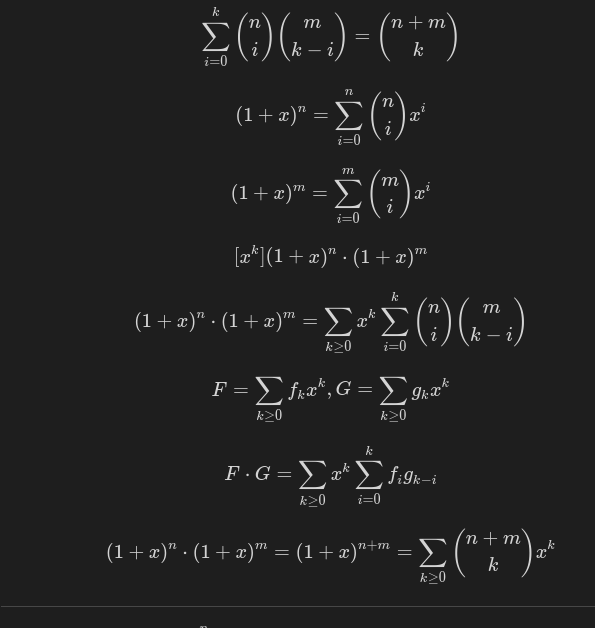 \sum_{i=0}^{k} \binom{n}{i} \binom{m}{k-i} = \binom{n+m}{k}
(1+x)^n = \sum_{i=0}^{n} \binom{n}{i} x^i
(1+x)^m = \sum_{i=0}^{m} \binom{m}{i} x^i
[x^k](1+x)^n \cdot (1+x)^m
(1+x)^n \cdot (1+x)^m = \sum_{k \geq 0} x^k \sum_{i=0}^{k} \binom{n}{i} \binom{m}{k-i}
F = \sum_{k \geq 0} f_k x^k, G = \sum_{k \geq 0} g_k x^k
F \cdot G = \sum_{k \geq 0} x^k \sum_{i=0}^{k} f_i g_{k-i}
(1+x)^n \cdot (1+x)^m = (1+x)^{n+m} = \sum_{k \geq 0} \binom{n+m}{k} x^k